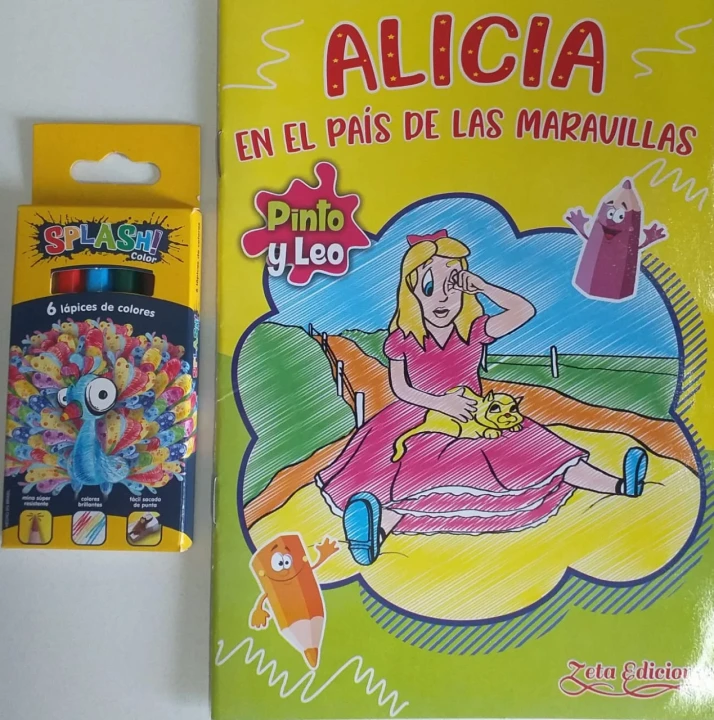 SPLASH!
Color
6 lápices de colores
mina súper
resistente
colores
brillantes
fácil sacado
de punta
ALICIA
EN EL PAÍS DE LAS MARAVILLAS
Pinto
y Leo
Zeta